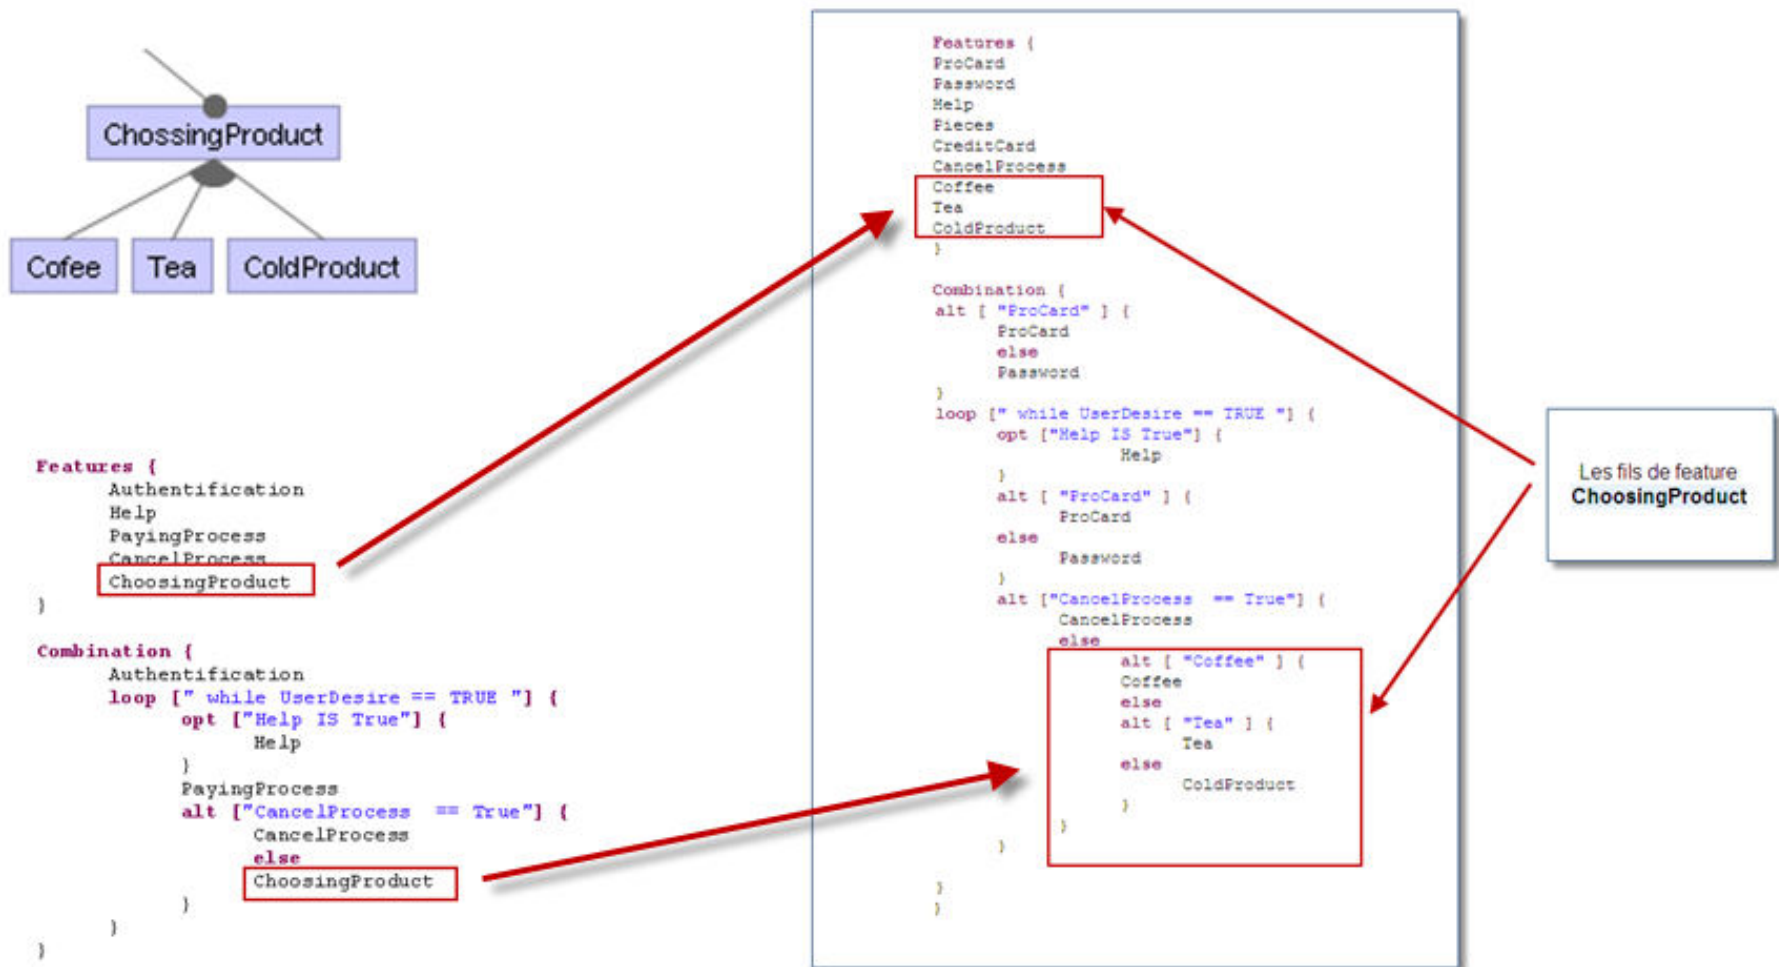 ChossingProduct
Cofee
Tea
ColdProduct
Features {
Authentification
Help
PayingProcess
CancelProcess
ChoosingProduct
}
Combination {
Authentification
loop [" while UserDesire == TRUE "] {
opt ["Help IS True"] {
Help
}
PayingProcess
alt ["CancelProcess == True"] {
CancelProcess
else
ChoosingProduct
}
}
}
Features {
ProCard
Password
Help
Pieces
CreditCard
CancelProcess
Coffee
Tea
ColdProduct
}
Combination {
alt [ "ProCard" ] {
ProCard
else
Password
}
loop [" while UserDesire == TRUE "] {
opt ["Help IS True"] {
Help
}
alt [ "ProCard" ] {
ProCard
else
Password
}
alt ["CancelProcess == True"] {
CancelProcess
else
alt [ "Coffee" ] {
Coffee
else
alt [ "Tea" ] {
Tea
else
ColdProduct
}
}
}
}
}
Les fils de feature
ChoosingProduct